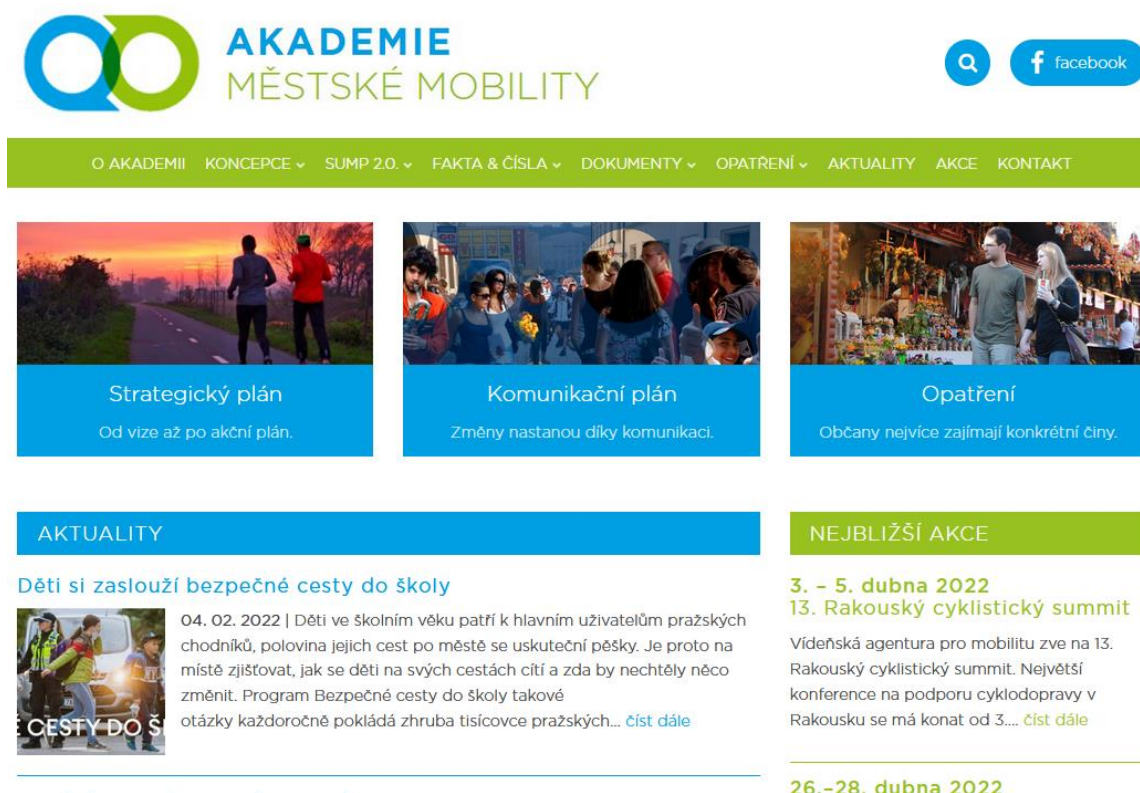 AKADEMIE
MĚSTSKÉ MOBILITY
facebook
O AKADEMII KONCEPCE SUMP 2.0. FAKTA & ČÍSLA DOKUMENTY OPATŘENÍ AKTUALITY AKCE KONTAKT
Strategický plán
Od vize až po akční plán.
Komunikační plán
Změny nastanou díky komunikaci.
Opatření
Občany nejvíce zajímají konkrétní činy.
AKTUALITY
Děti si zaslouží bezpečné cesty do školy
04. 02. 2022 | Děti ve školním věku patří k hlavním uživatelům pražských
chodníků, polovina jejich cest po městě se uskuteční pěšky. Je proto na
místě zjišťovat, jak se děti na svých cestách cítí a zda by nechtěly něco
změnit. Program Bezpečné cesty do školy takové
otázky každoročně pokládá zhruba tisícovce pražských... číst dále
CESTY DO Š
NEJBLIŽŠÍ AKCE
3. – 5. dubna 2022
13. Rakouský cyklistický summit
Vídeňská agentura pro mobilitu zve na 13.
Rakouský cyklistický summit. Největší
konference na podporu cyklodopravy v
Rakousku se má konat od 3.... číst dále
26.–28. dubna 2022